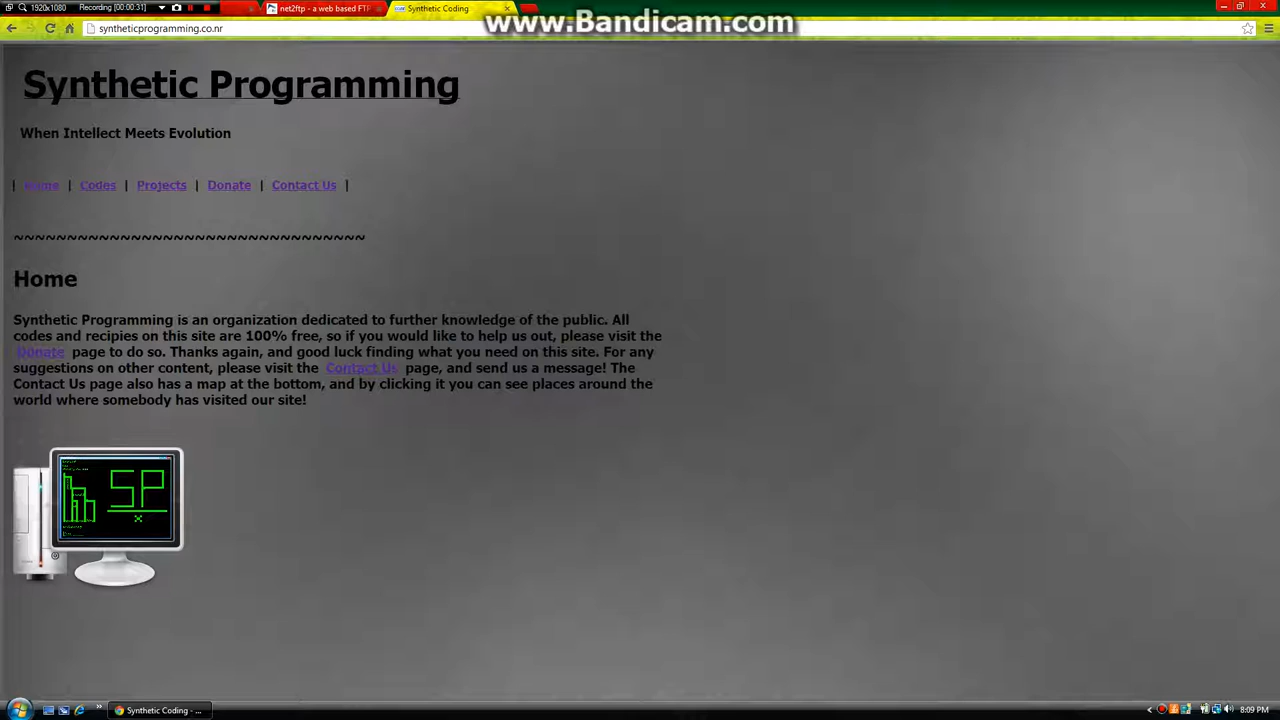 1920x1080
Recording [00:00:31]
www.Bandicam.com
net2ftp - a web based FTP
Synthetic Coding
syntheticprogramming.co.nr
Synthetic Programming
When Intellect Meets Evolution
| Home | Codes | Projects | Donate | Contact Us |
~~~~~~~~~~~~~~~~~~~~~~~~~~~~~~~~~
Home
Synthetic Programming is an organization dedicated to further knowledge of the public. All
codes and recipies on this site are 100% free, so if you would like to help us out, please visit the
Donate page to do so. Thanks again, and good luck finding what you need on this site. For any
suggestions on other content, please visit the Contact Us page, and send us a message! The
Contact Us page also has a map at the bottom, and by clicking it you can see places around the
world where somebody has visited our site!
SP
Synthetic Coding - ...
8:09 PM